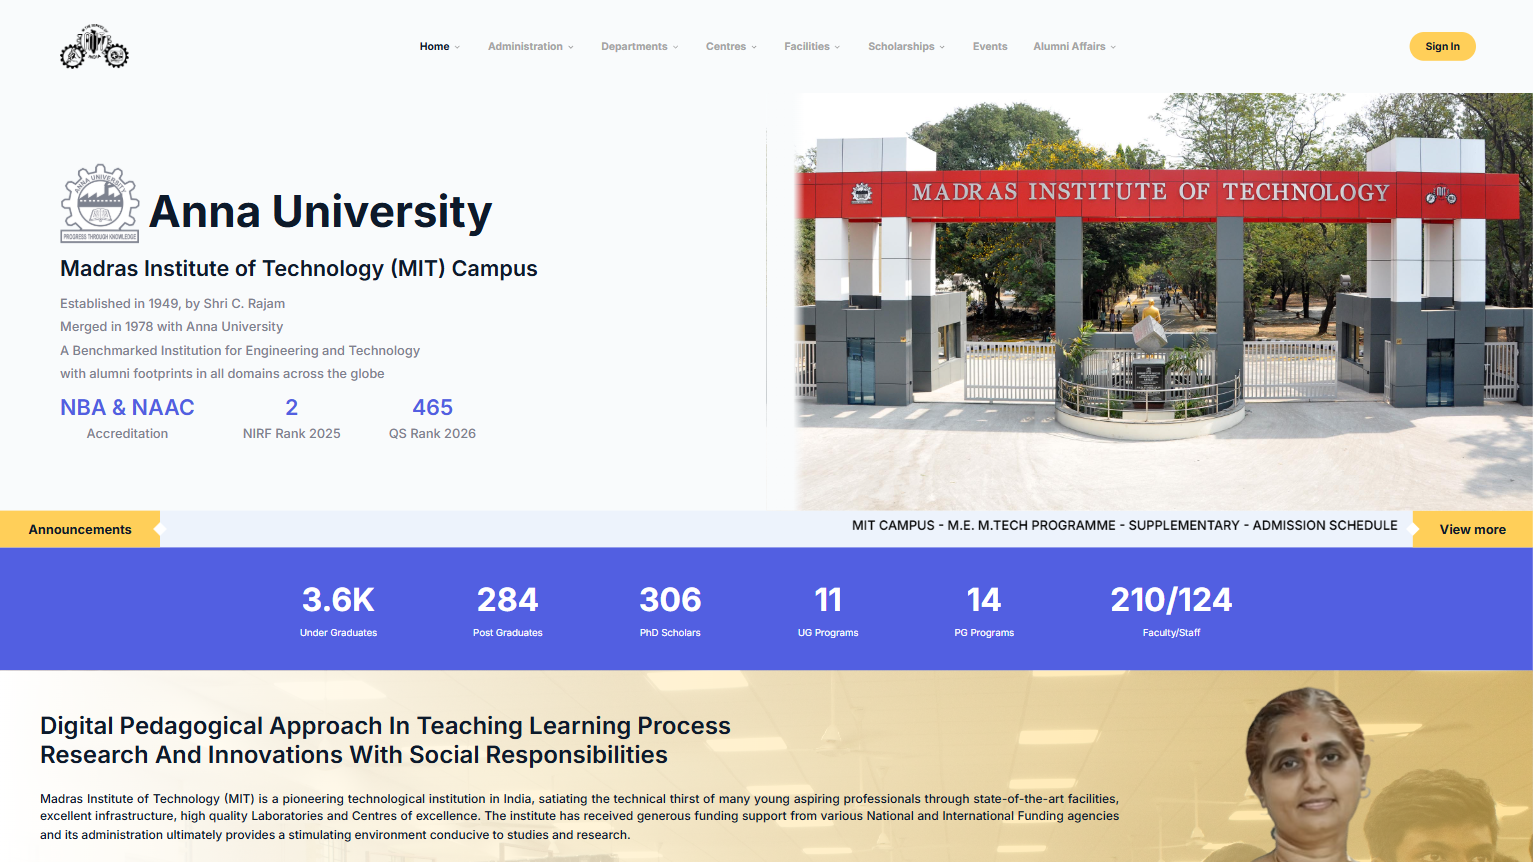 Home
Administration
Departments
Centres
Facilities
Scholarships
Events
Alumni Affairs
Sign In
ANNA UNIVERSITY
PROGRESS THROUGH KNOWLEDGE
Anna University
Madras Institute of Technology (MIT) Campus
Established in 1949, by Shri C. Rajam
Merged in 1978 with Anna University
A Benchmarked Institution for Engineering and Technology
with alumni footprints in all domains across the globe
NBA & NAAC
Accreditation
2
NIRF Rank 2025
465
QS Rank 2026
MADRAS INSTITUTE OF TECHNOLOGY
Announcements
MIT CAMPUS - M.E. M.TECH PROGRAMME - SUPPLEMENTARY - ADMISSION SCHEDULE
View more
3.6K
Under Graduates
284
Post Graduates
306
PhD Scholars
11
UG Programs
14
PG Programs
210/124
Faculty/Staff
Digital Pedagogical Approach In Teaching Learning Process
Research And Innovations With Social Responsibilities
Madras Institute of Technology (MIT) is a pioneering technological institution in India, satiating the technical thirst of many young aspiring professionals through state-of-the-art facilities,
excellent infrastructure, high quality Laboratories and Centres of excellence. The institute has received generous funding support from various National and International Funding agencies
and its administration ultimately provides a stimulating environment conducive to studies and research.